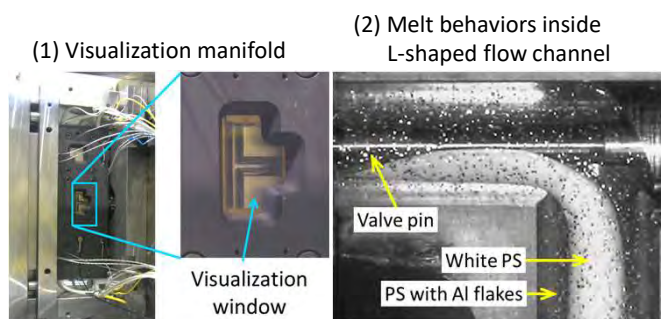 (1) Visualization manifold
(2) Melt behaviors inside
L-shaped flow channel
Visualization
window
Valve pin
White PS
PS with Al flakes